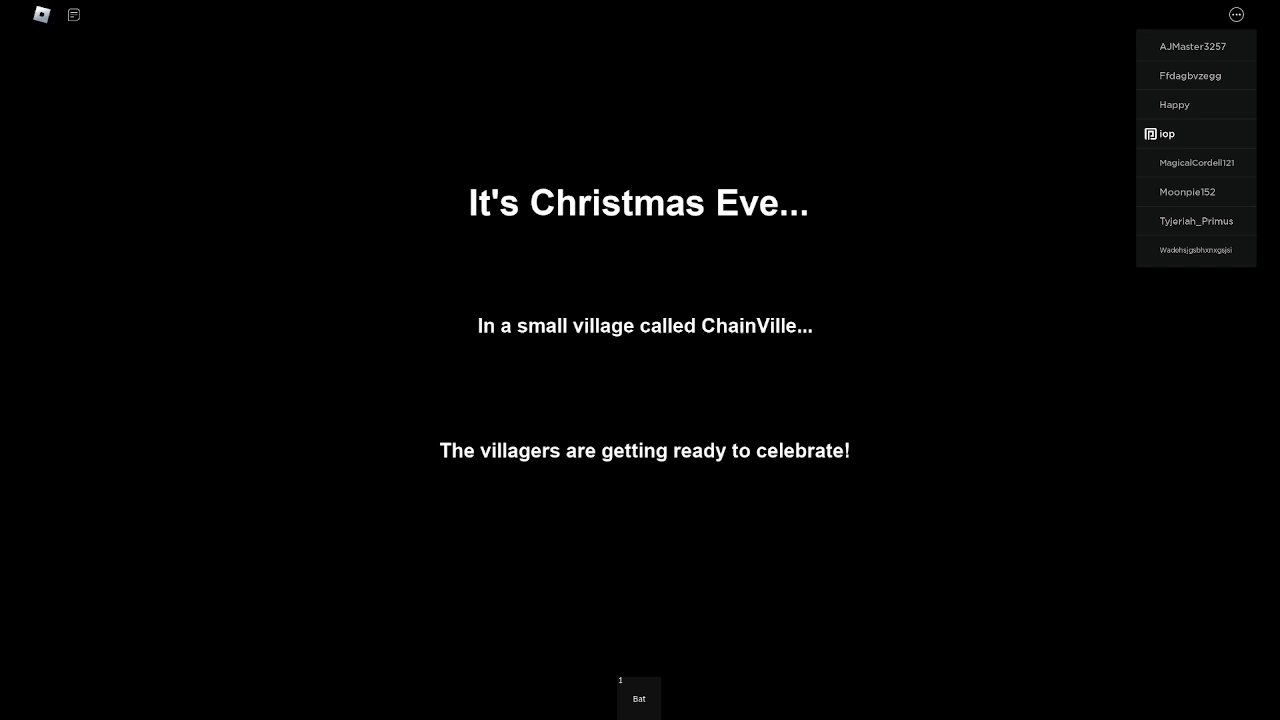 AJMaster3257
Ffdagbvzegg
Happy
iop
MagicalCordell121
Moonpie152
Tyjeriah_Primus
Wadehsjgsbhxnxgsjsi
It's Christmas Eve...
In a small village called ChainVille...
The villagers are getting ready to celebrate!
1
Bat